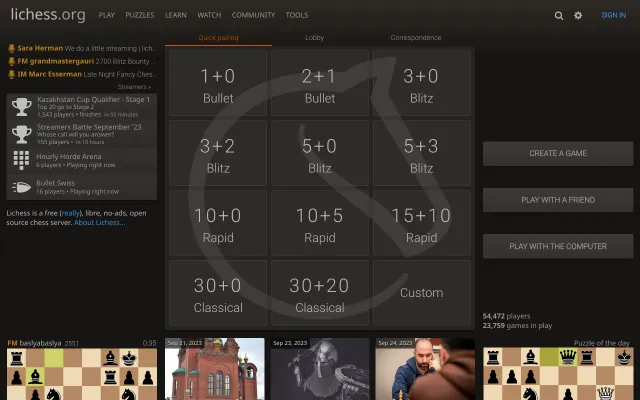 lichess.org
PLAY PUZZLES LEARN WATCH COMMUNITY TOOLS
SIGN IN
Sara Herman We do a little streaming | lich..
FM grandmastergauri 2700 Blitz Bounty ..
IM Marc Esserman Late Night Fancy Ches..
Streamers »
Kazakhstan Cup Qualifier - Stage 1
Top 20 go to Stage 2
1,543 players • finishes in 53 minutes
Streamers Battle September '23
Whose call will you answer?
155 players • in 10 hours
Hourly Horde Arena
6 players • Playing right now
Bullet Swiss
16 players • Playing right now
Lichess is a free (really), libre, no-ads, open
source chess server. About Lichess...
Quick pairing Lobby Correspondence
1+0
Bullet
2+1
Bullet
3+0
Blitz
3+2
Blitz
5+0
Blitz
5+3
Blitz
10+0
Rapid
10+5
Rapid
15+10
Rapid
30+0
Classical
30+20
Classical
Custom
CREATE A GAME
PLAY WITH A FRIEND
PLAY WITH THE COMPUTER
54,472 players
23,759 games in play
FM baslyabaslya 2551 0:35
Sep 21, 2023
Sep 23, 2023
Sep 24, 2023
Puzzle of the day